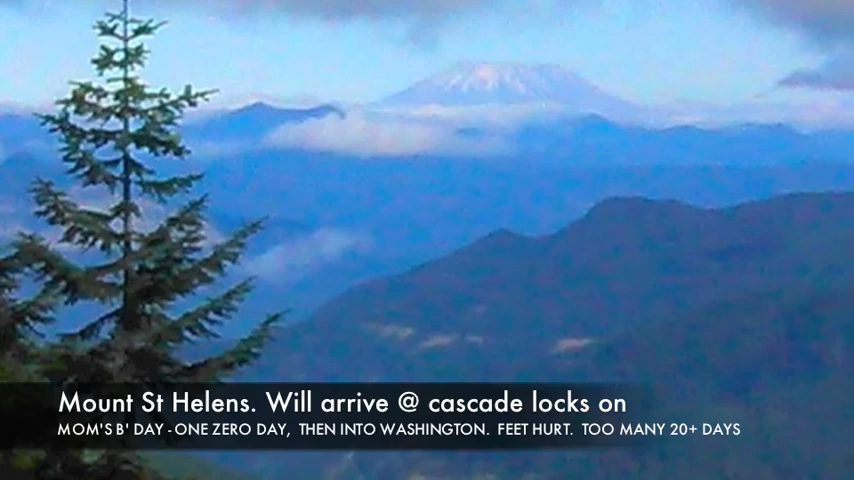 Mount St Helens. Will arrive @ cascade locks on
MOM'S B' DAY - ONE ZERO DAY, THEN INTO WASHINGTON. FEET HURT. TOO MANY 20+ DAYS